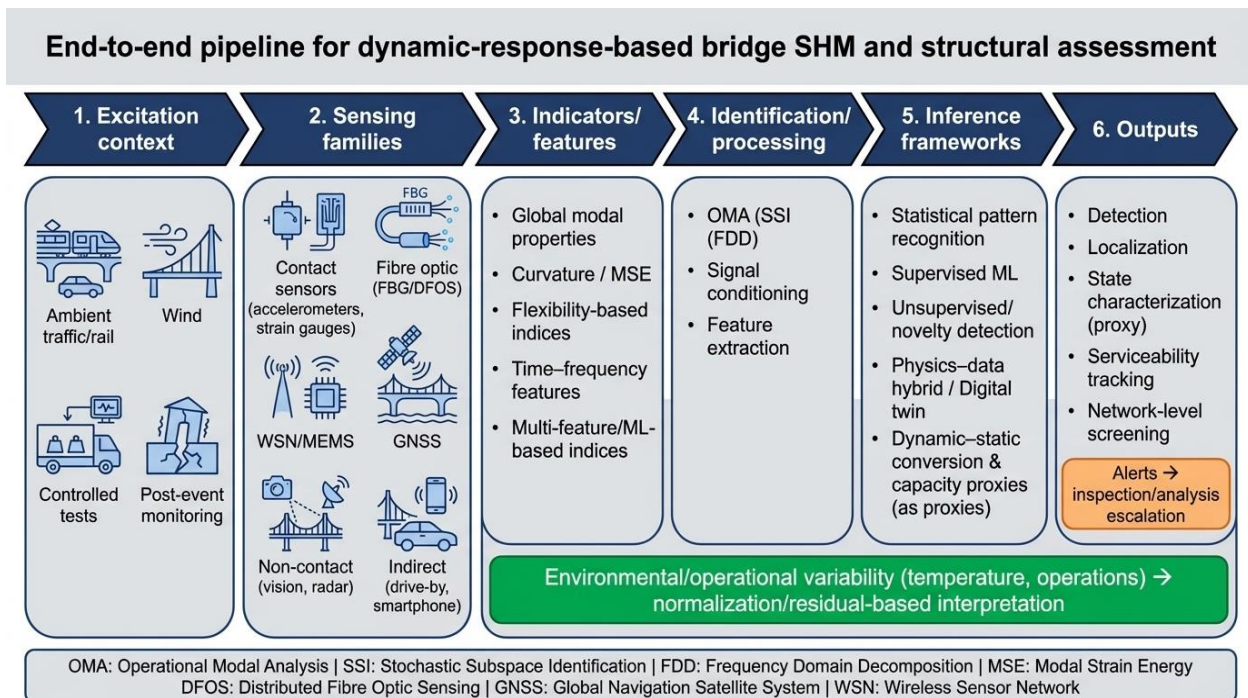 End-to-end pipeline for dynamic-response-based bridge SHM and structural assessment
1. Excitation
context
2. Sensing
families
3. Indicators/
features
4. Identification/
processing
5. Inference
frameworks
6. Outputs
Ambient
traffic/rail
Wind
Controlled
tests
Post-event
monitoring
Contact
sensors
(accelerometers,
strain gauges)
FBG
Fibre optic
(FBG/DFOS)
WSN/MEMS
GNSS
Non-contact
(vision, radar)
Indirect
(drive-by,
smartphone)
• Global modal
properties
• Curvature / MSE
• Flexibility-based
indices
• Time–frequency
features
• Multi-feature/ML-
based indices
• OMA (SSI
(FDD)
• Signal
conditioning
• Feature
extraction
• Statistical pattern
recognition
• Supervised ML
• Unsupervised/
novelty detection
• Physics–data
hybrid / Digital
twin
• Dynamic–static
conversion &
capacity proxies
(as proxies)
• Detection
• Localization
• State
characterization
(proxy)
• Serviceability
tracking
• Network-level
screening
Alerts →
inspection/analysis
escalation
Environmental/operational variability (temperature, operations) →
normalization/residual-based interpretation
OMA: Operational Modal Analysis | SSI: Stochastic Subspace Identification | FDD: Frequency Domain Decomposition | MSE: Modal Strain Energy
DFOS: Distributed Fibre Optic Sensing | GNSS: Global Navigation Satellite System | WSN: Wireless Sensor Network